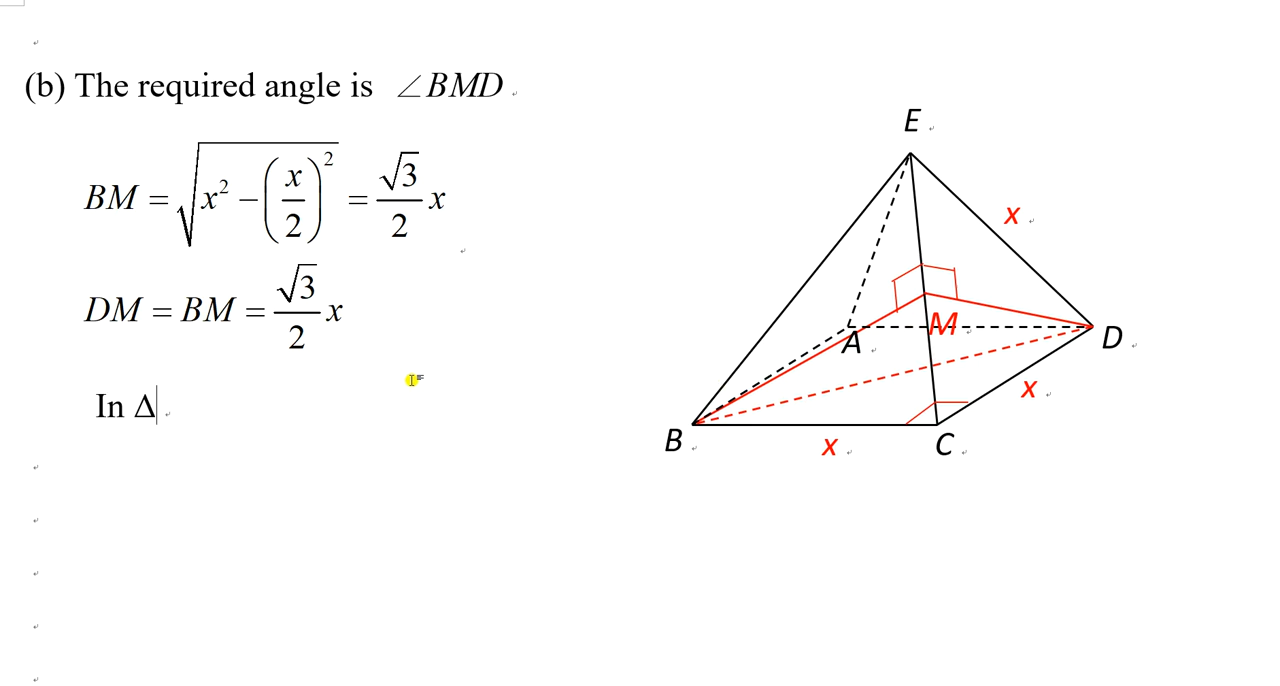 (b) The required angle is ∠BMD
BM = √(x² − (x/2)²) = √3/2 x
DM = BM = √3/2 x
In Δ
E
x
M
A
D
x
B
x
C